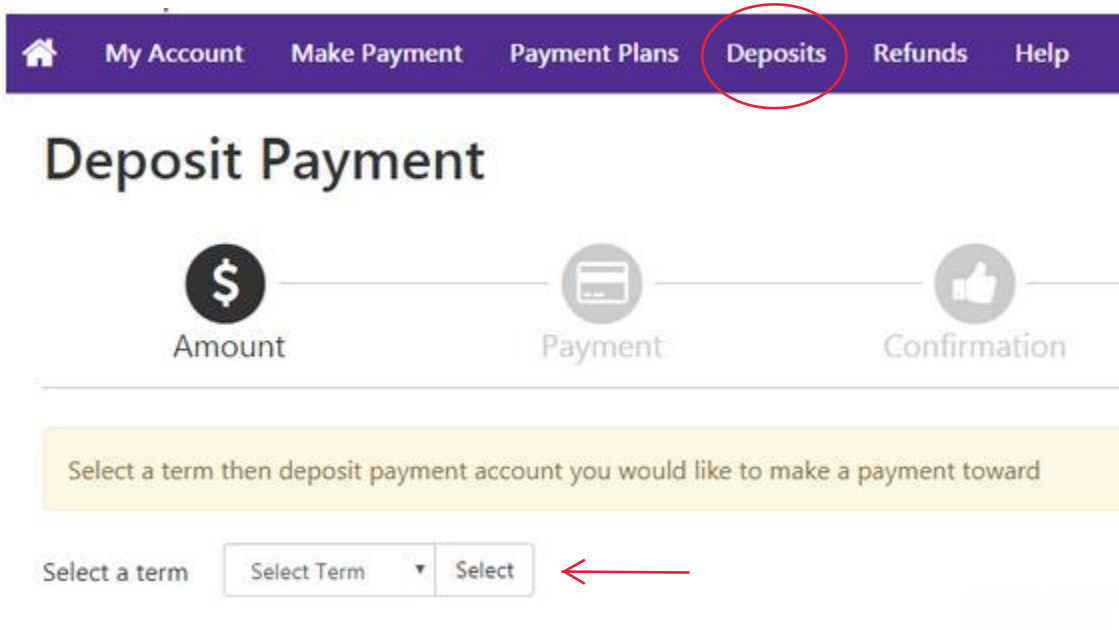 My Account Make Payment Payment Plans Deposits Refunds Help
Deposit Payment
$
Amount Payment Confirmation
Select a term then deposit payment account you would like to make a payment toward
Select a term Select Term Select